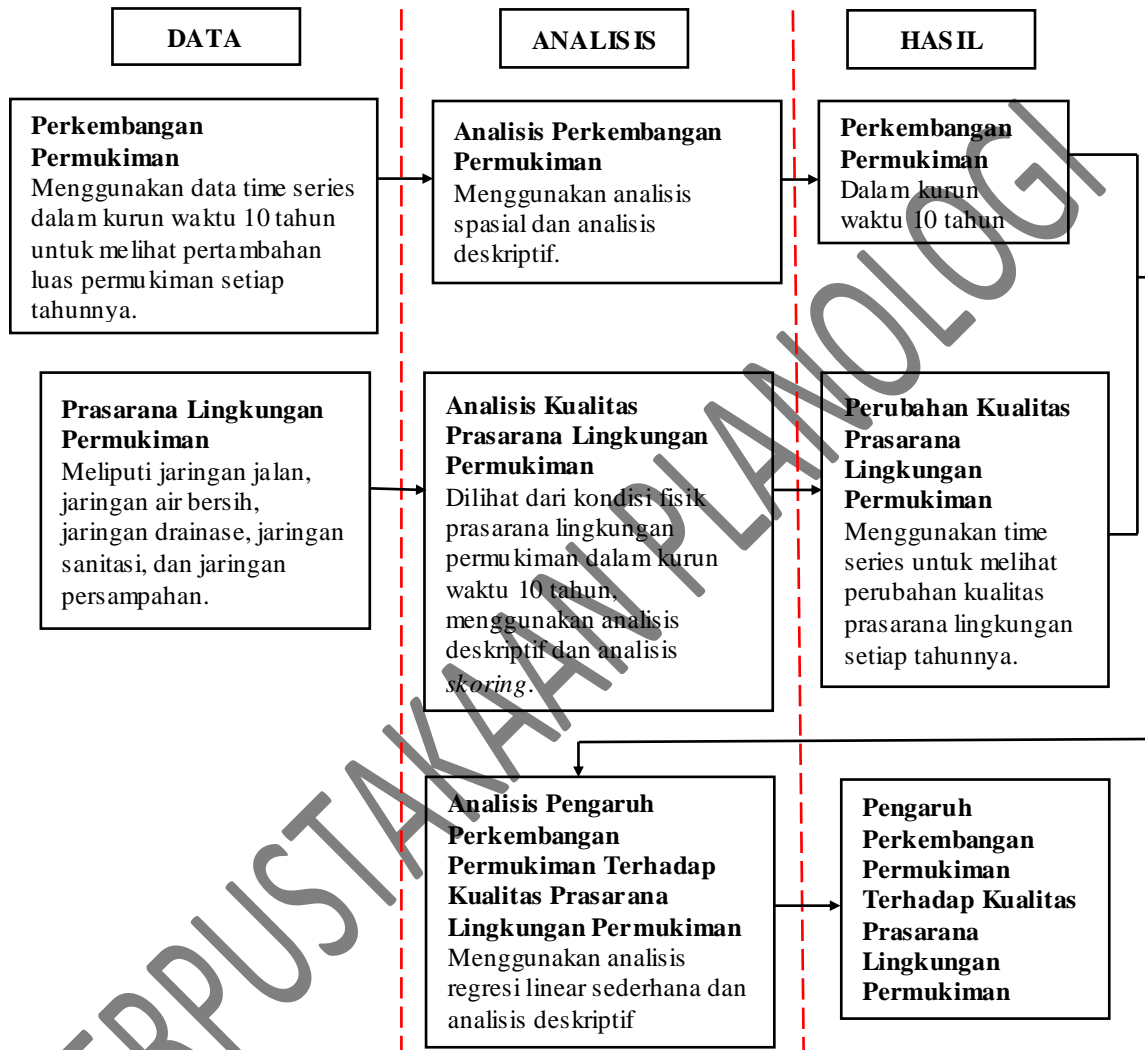 DATA
ANALISIS
HASIL
Perkembangan
Permukiman
Menggunakan data time series
dalam kurun waktu 10 tahun
untuk melihat pertambahan
luas permukiman setiap
tahunnya.
Analisis Perkembangan
Permukiman
Menggunakan analisis
spasial dan analisis
deskriptif.
Perkembangan
Permukiman
Dalam kurun
waktu 10 tahun
Prasarana Lingkungan
Permukiman
Meliputi jaringan jalan,
jaringan air bersih,
jaringan drainase, jaringan
sanitasi, dan jaringan
persampahan.
Analisis Kualitas
Prasarana Lingkungan
Permukiman
Dilihat dari kondisi fisik
prasarana lingkungan
permukiman dalam kurun
waktu 10 tahun,
menggunakan analisis
deskriptif dan analisis
skoring.
Perubahan Kualitas
Prasarana
Lingkungan
Permukiman
Menggunakan time
series untuk melihat
perubahan kualitas
prasarana lingkungan
setiap tahunnya.
Analisis Pengaruh
Perkembangan
Permukiman Terhadap
Kualitas Prasarana
Lingkungan Permukiman
Menggunakan analisis
regresi linear sederhana dan
analisis deskriptif
Pengaruh
Perkembangan
Permukiman
Terhadap Kualitas
Prasarana
Lingkungan
Permukiman
ERPUSTAKAAN PLANOLOGI